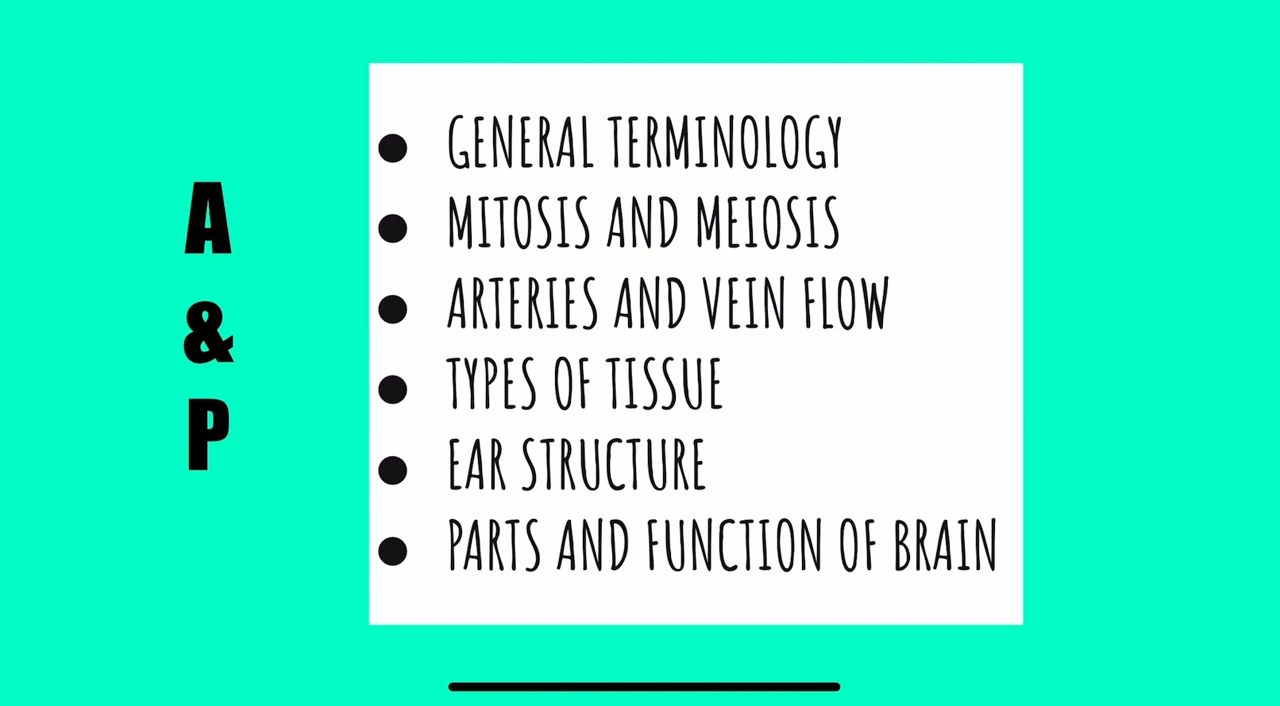 A
&
P
● GENERAL TERMINOLOGY
● MITOSIS AND MEIOSIS
● ARTERIES AND VEIN FLOW
● TYPES OF TISSUE
● EAR STRUCTURE
● PARTS AND FUNCTION OF BRAIN